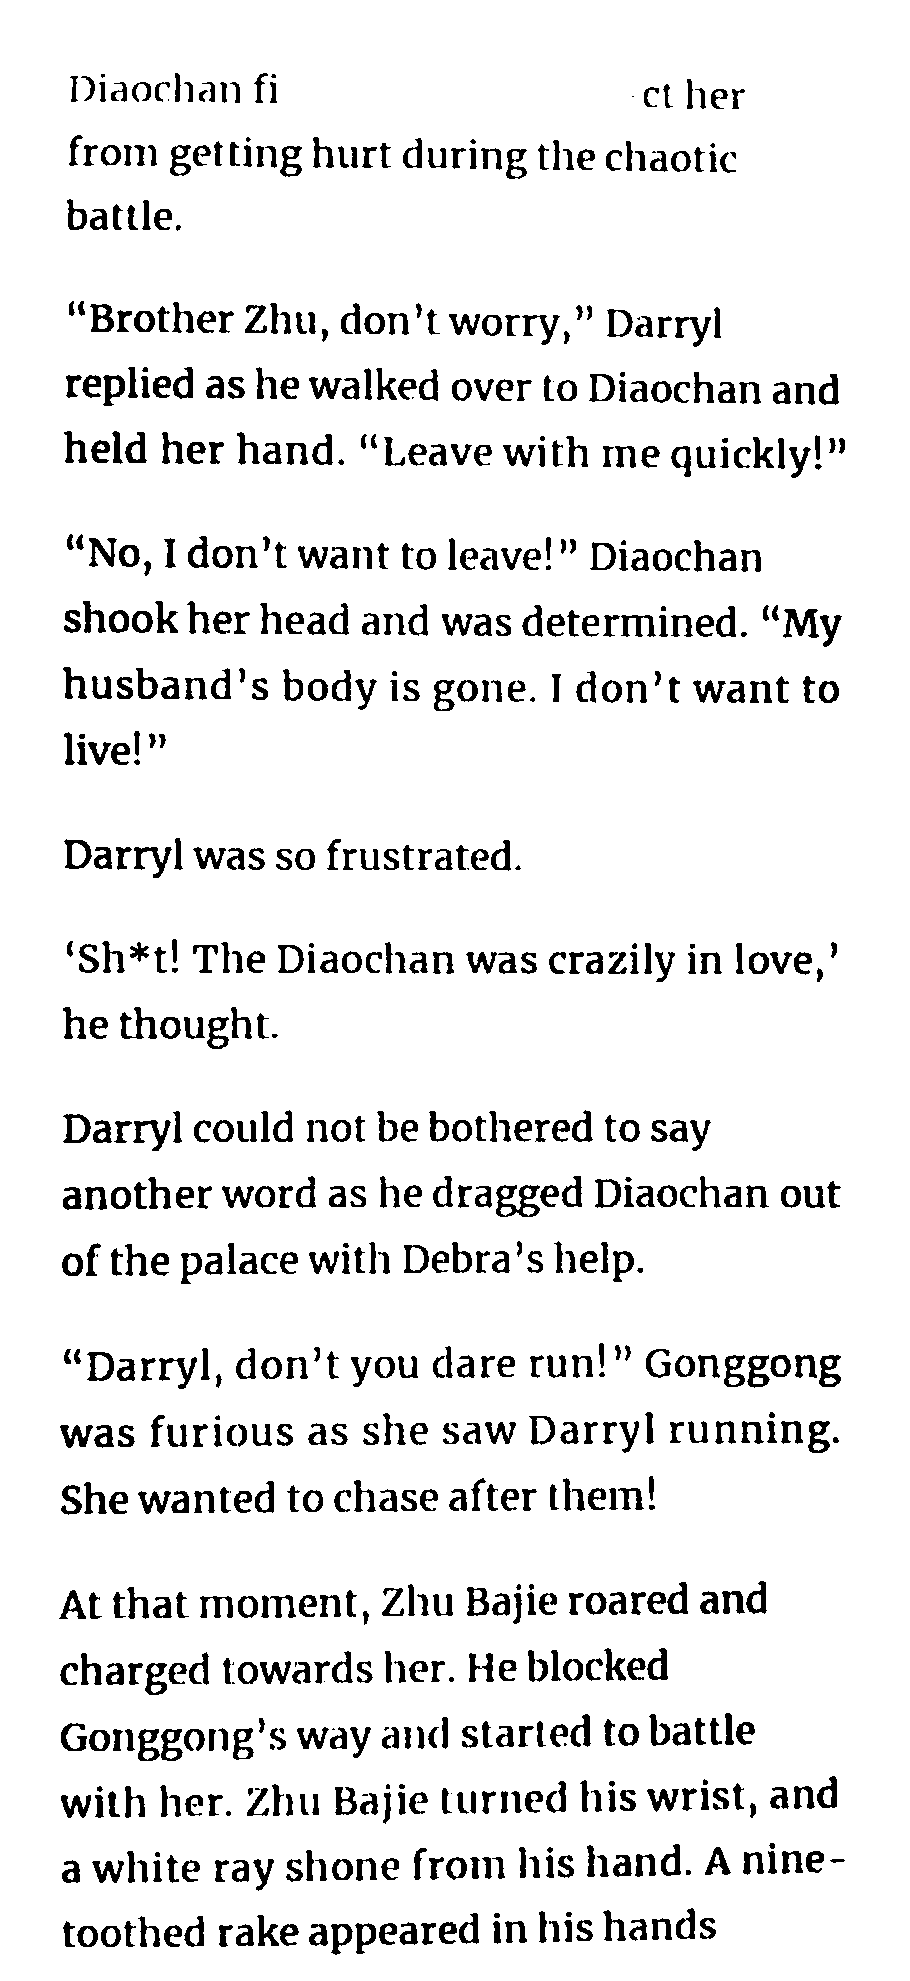 Diaochan fi ct her
from getting hurt during the chaotic
battle.
“Brother Zhu, don’t worry,” Darryl
replied as he walked over to Diaochan and
held her hand. “Leave with me quickly!”
“No, I don’t want to leave!” Diaochan
shook her head and was determined. “My
husband’s body is gone. I don’t want to
live!”
Darryl was so frustrated.
‘Sh*t! The Diaochan was crazily in love,’
he thought.
Darryl could not be bothered to say
another word as he dragged Diaochan out
of the palace with Debra’s help.
“Darryl, don’t you dare run!” Gonggong
was furious as she saw Darryl running.
She wanted to chase after them!
At that moment, Zhu Bajie roared and
charged towards her. He blocked
Gonggong’s way and started to battle
with her. Zhu Bajie turned his wrist, and
a white ray shone from his hand. A nine-
toothed rake appeared in his hands